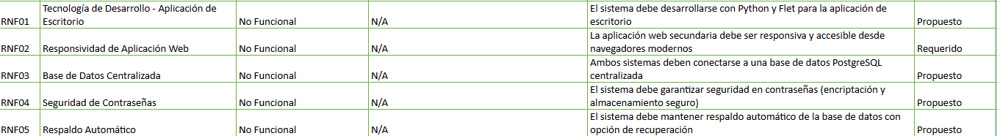 RNF01 Tecnología de Desarrollo - Aplicación de Escritorio No Funcional N/A El sistema debe desarrollarse con Python y Flet para la aplicación de escritorio Propuesto
RNF02 Responsividad de Aplicación Web No Funcional N/A La aplicación web secundaria debe ser responsiva y accesible desde navegadores modernos Requerido
RNF03 Base de Datos Centralizada No Funcional N/A Ambos sistemas deben conectarse a una base de datos PostgreSQL centralizada Propuesto
RNF04 Seguridad de Contraseñas No Funcional N/A El sistema debe garantizar seguridad en contraseñas (encriptación y almacenamiento seguro) Propuesto
RNF05 Respaldo Automático No Funcional N/A El sistema debe mantener respaldo automático de la base de datos con opción de recuperación Propuesto